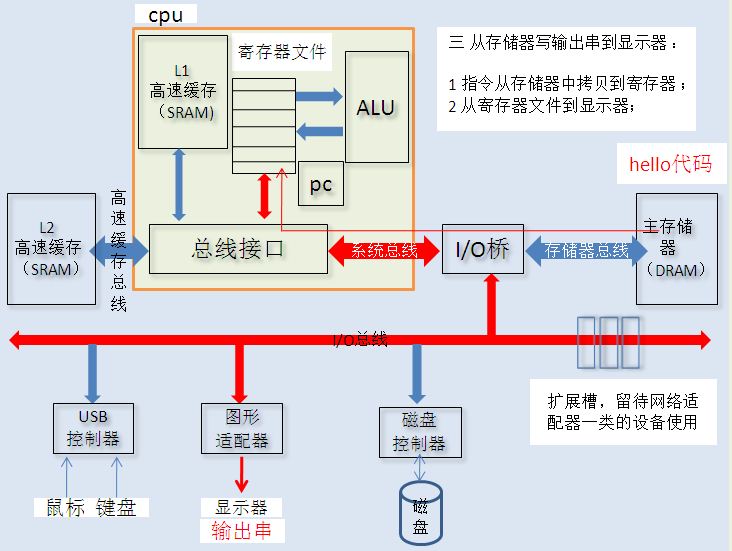 cpu
L1
高速缓存
（SRAM)
寄存器文件
ALU
pc
三 从存储器写输出串到显示器：
1 指令从存储器中拷贝到寄存器；
2 从寄存器文件到显示器；
hello代码
L2
高速缓存
（SRAM）
高速缓存总线
总线接口
系统总线
I/O桥
存储器总线
主存储
器
（DRAM）
I/O总线
扩展槽，留待网络适
配器一类的设备使用
USB
控制器
图形
适配器
磁盘
控制器
鼠标 键盘
显示器
输出串
磁
盘